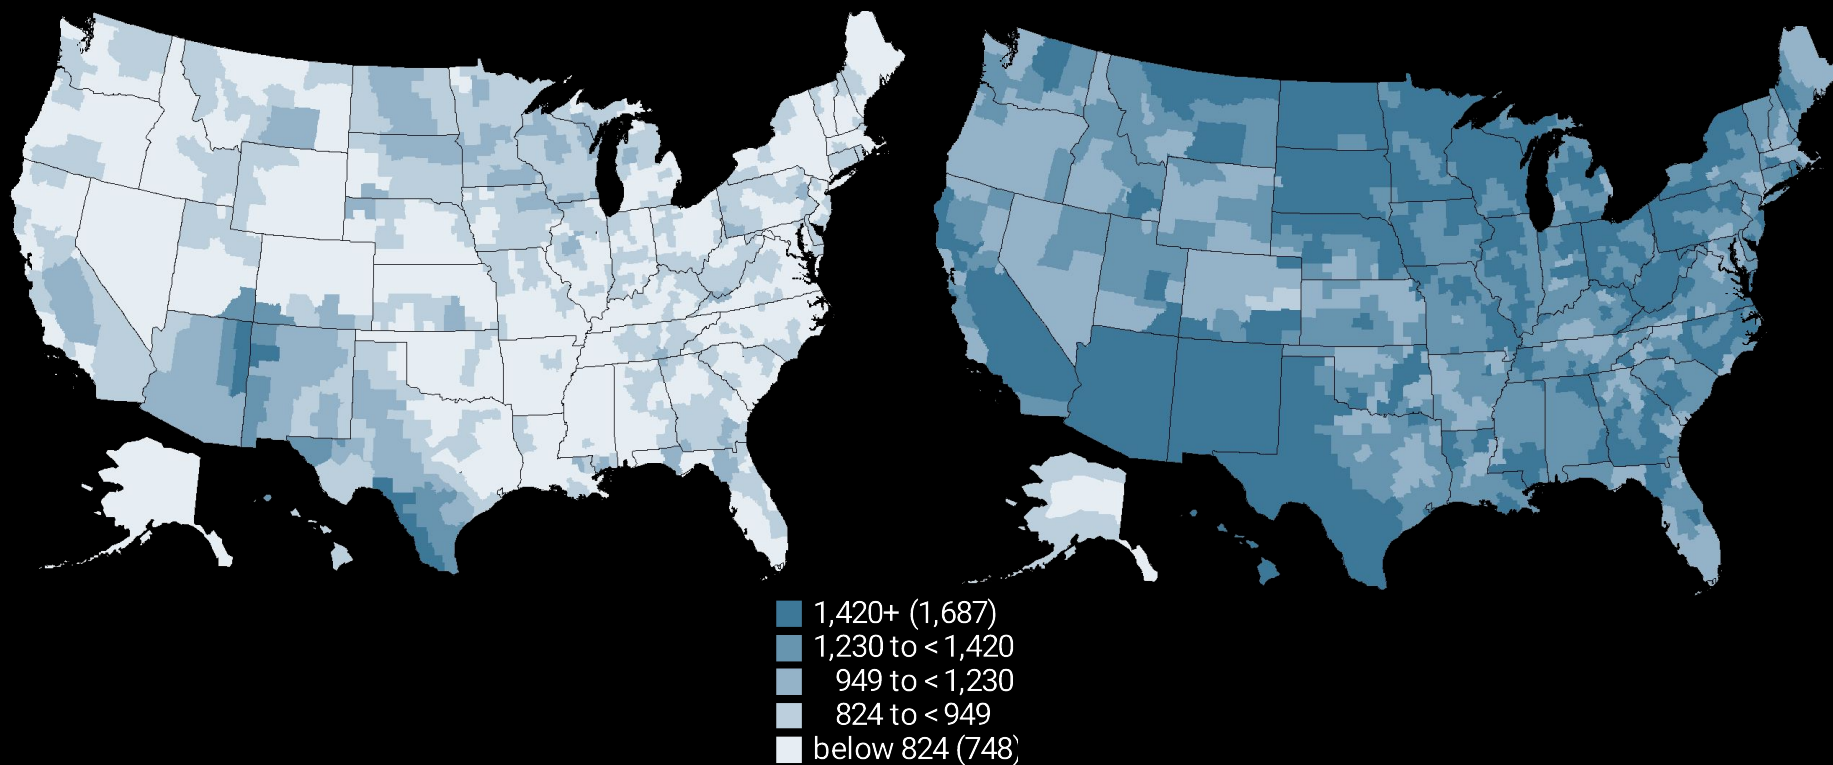 1,420+ (1,687)
1,230 to <1,420
949 to <1,230
824 to <949
below 824 (748)